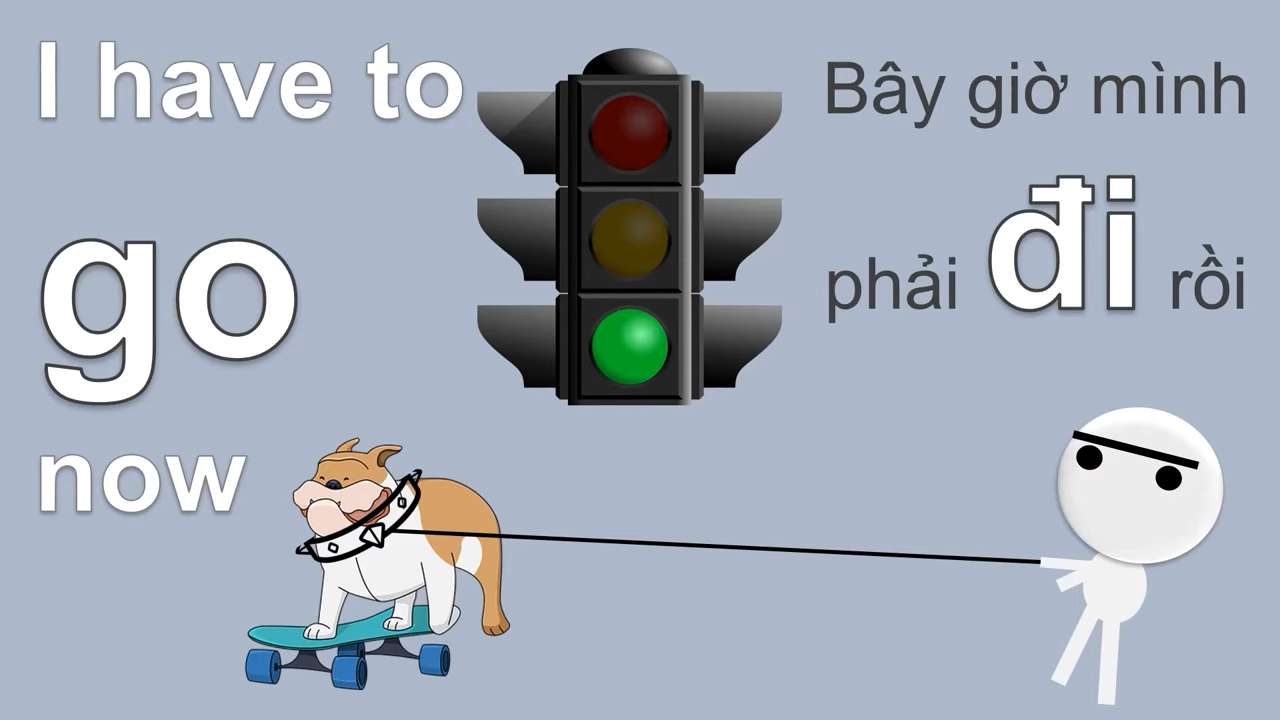 I have to
go
now
Bây giờ mình
phải đi rồi